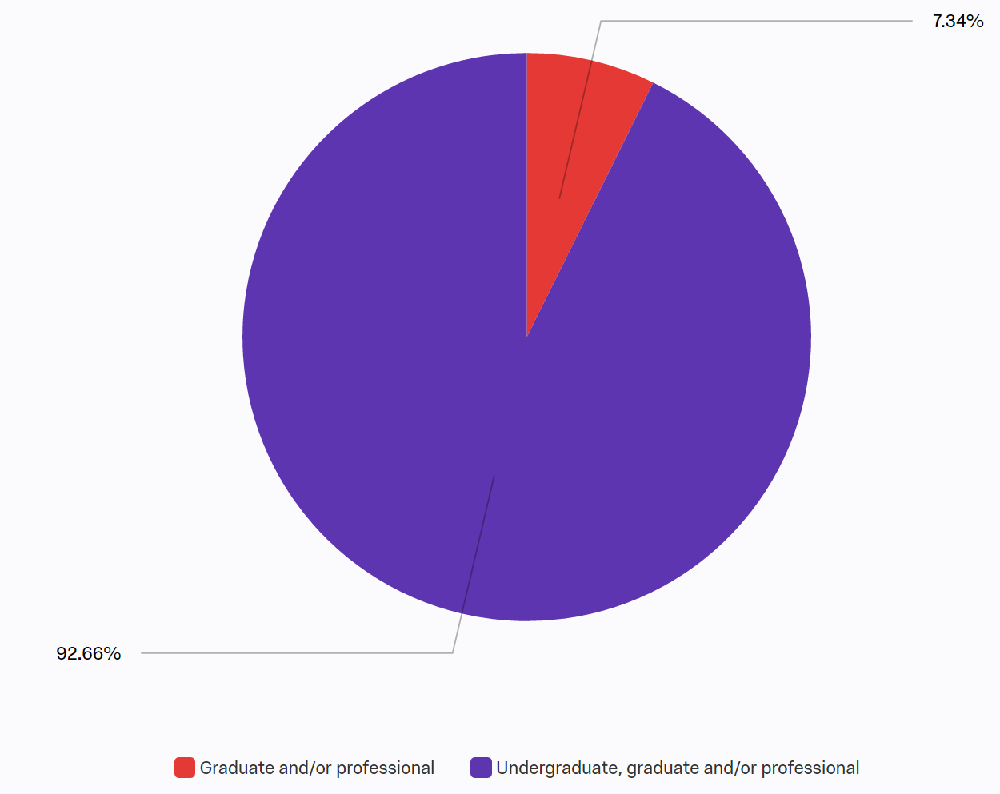 7.34%
92.66%
Graduate and/or professional
Undergraduate, graduate and/or professional